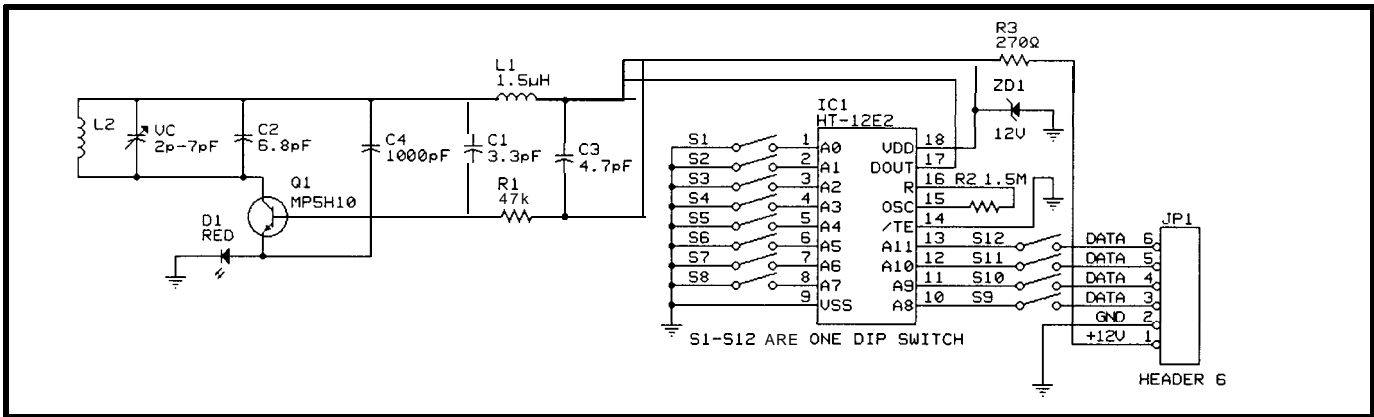 R3
270Ω
L1
1.5µH
ZD1
12V
IC1
HT-12E2
L2
VC
2p-7pF
C2
6.8pF
C4
1000pF
C1
3.3pF
C3
4.7pF
Q1
MP5H10
R1
47k
D1
RED
S1 1 A0 VDD 18
S2 2 A1 DOUT 17
S3 3 A2 R 16 R2 1.5M
S4 4 A3 OSC 15
S5 5 A4 /TE 14
S6 6 A5 A11 13 S12 DATA 6
S7 7 A6 A10 12 S11 DATA 5
S8 8 A7 A9 11 S10 DATA 4
9 VSS A8 10 S9 DATA 3
GND 2
+12V 1
JP1
S1-S12 ARE ONE DIP SWITCH
HEADER 6